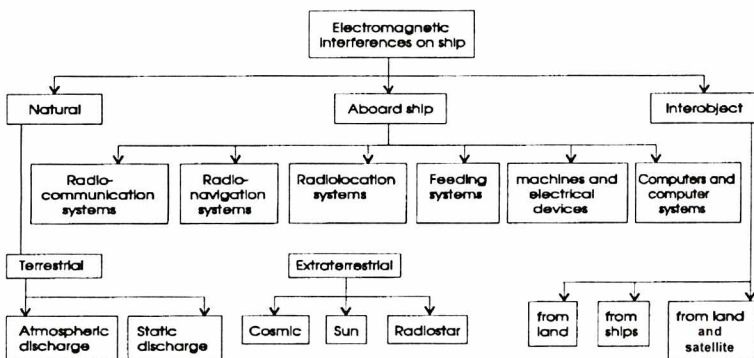 Electromagnetic
interferences on ship
Natural
Aboard ship
Interobject
Radio-
communication
systems
Radio-
navigation
systems
Radiolocation
systems
Feeding
systems
machines and
electrical
devices
Computers and
computer
systems
Terrestrial
Extraterrestrial
Atmospheric
discharge
Static
discharge
Cosmic
Sun
Radiostar
from
land
from
ships
from land
and
satellite